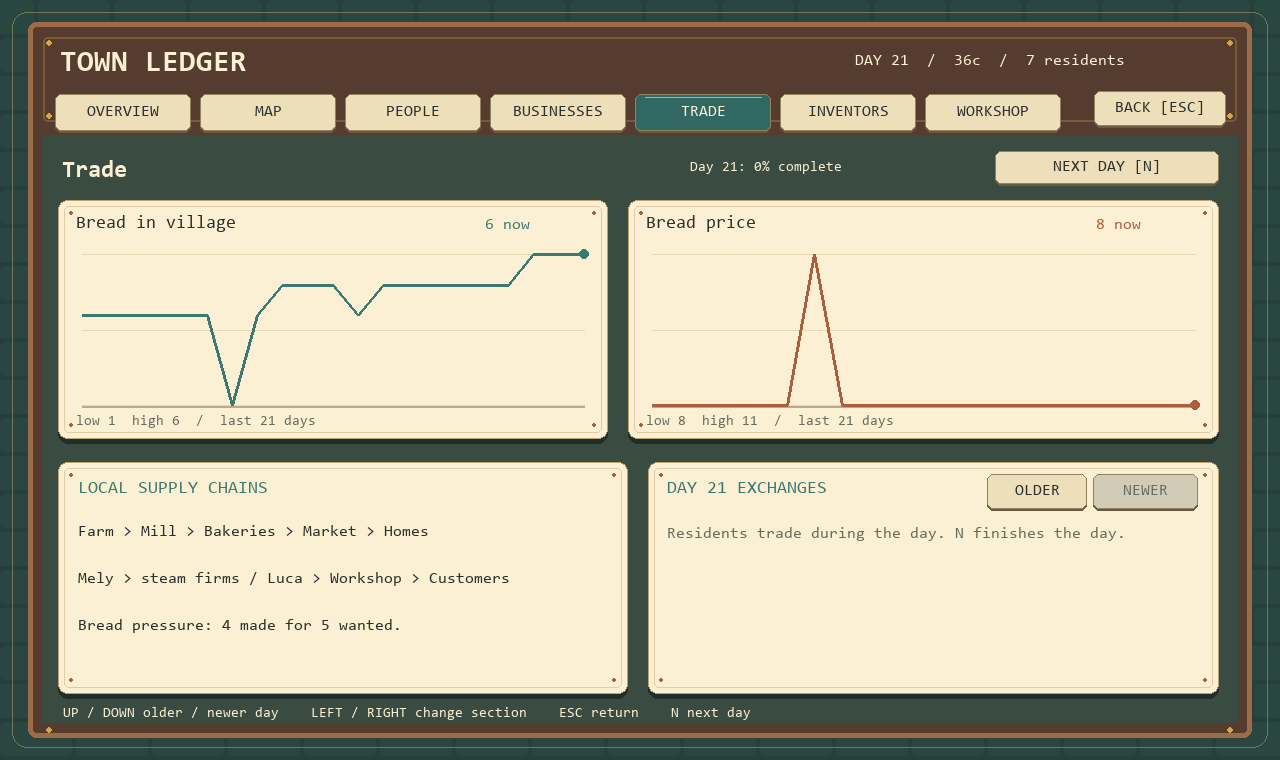 TOWN LEDGER
DAY 21 / 36c / 7 residents
OVERVIEW
MAP
PEOPLE
BUSINESSES
TRADE
INVENTORS
WORKSHOP
BACK [ESC]
Trade
Day 21: 0% complete
NEXT DAY [N]
Bread in village
6 now
low 1 high 6 / last 21 days
Bread price
8 now
low 8 high 11 / last 21 days
LOCAL SUPPLY CHAINS
Farm > Mill > Bakeries > Market > Homes
Mely > steam firms / Luca > Workshop > Customers
Bread pressure: 4 made for 5 wanted.
DAY 21 EXCHANGES
OLDER
NEWER
Residents trade during the day. N finishes the day.
UP / DOWN older / newer day LEFT / RIGHT change section ESC return N next day